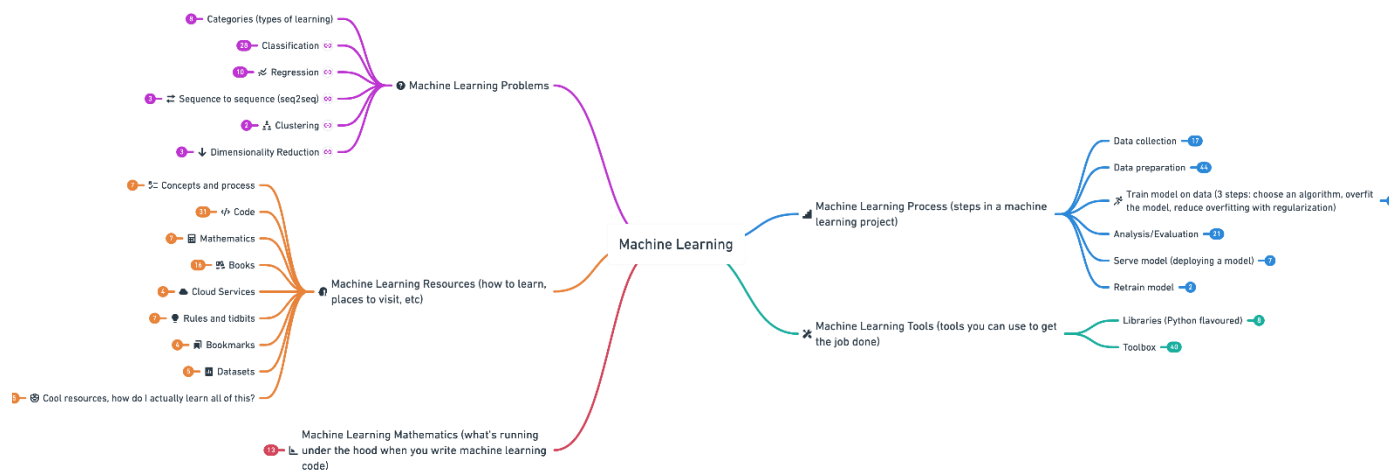 8
Categories (types of learning)
28
Classification
15
Regression
3
Sequence to sequence (seq2seq)
2
Clustering
3
Dimensionality Reduction
Machine Learning Problems
7
Concepts and process
31
Code
7
Mathematics
16
Books
4
Cloud Services
7
Rules and tidbits
4
Bookmarks
5
Datasets
Cool resources, how do I actually learn all of this?
Machine Learning Resources (how to learn,
places to visit, etc)
12
Machine Learning Mathematics (what's running
under the hood when you write machine learning
code)
Machine Learning
Machine Learning Process (steps in a machine
learning project)
Data collection
17
Data preparation
44
Train model on data (3 steps: choose an algorithm, overfit
the model, reduce overfitting with regularization)
Analysis/Evaluation
21
Serve model (deploying a model)
7
Retrain model
2
Machine Learning Tools (tools you can use to get
the job done)
Libraries (Python flavoured)
8
Toolbox
40